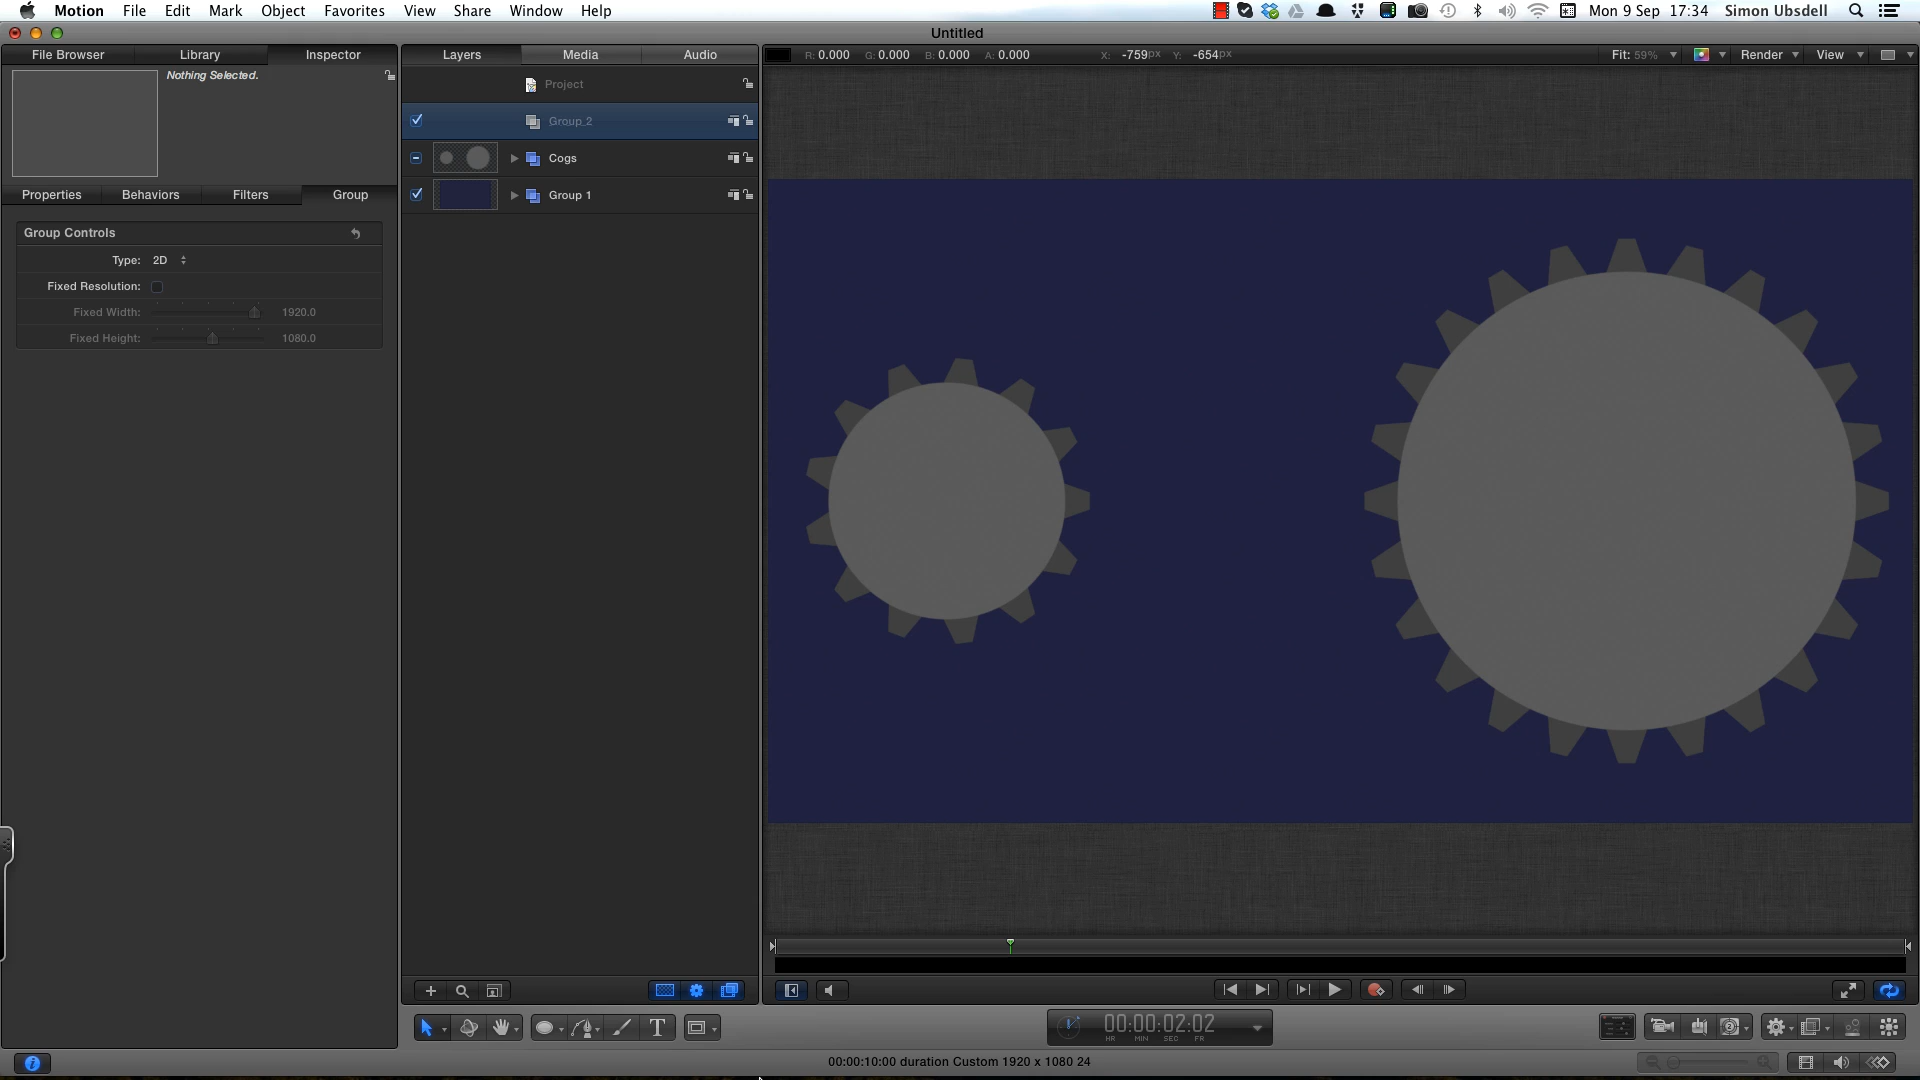 Motion File Edit Mark Object Favorites View Share Window Help Mon 9 Sep 17:34 Simon Ubsdell
Untitled
File Browser Library Inspector Layers Media Audio R: 0.000 G: 0.000 B: 0.000 A: 0.000 X: -759px Y: -654px Fit: 59% Render View
Nothing Selected.
Project
Group 2
Cogs
Properties Behaviors Filters Group
Group 1
Group Controls
Type: 2D
Fixed Resolution:
Fixed Width: 1920.0
Fixed Height: 1080.0
T
00:00:02:02
HR MIN SEC FR
00:00:10:00 duration Custom 1920 x 1080 24